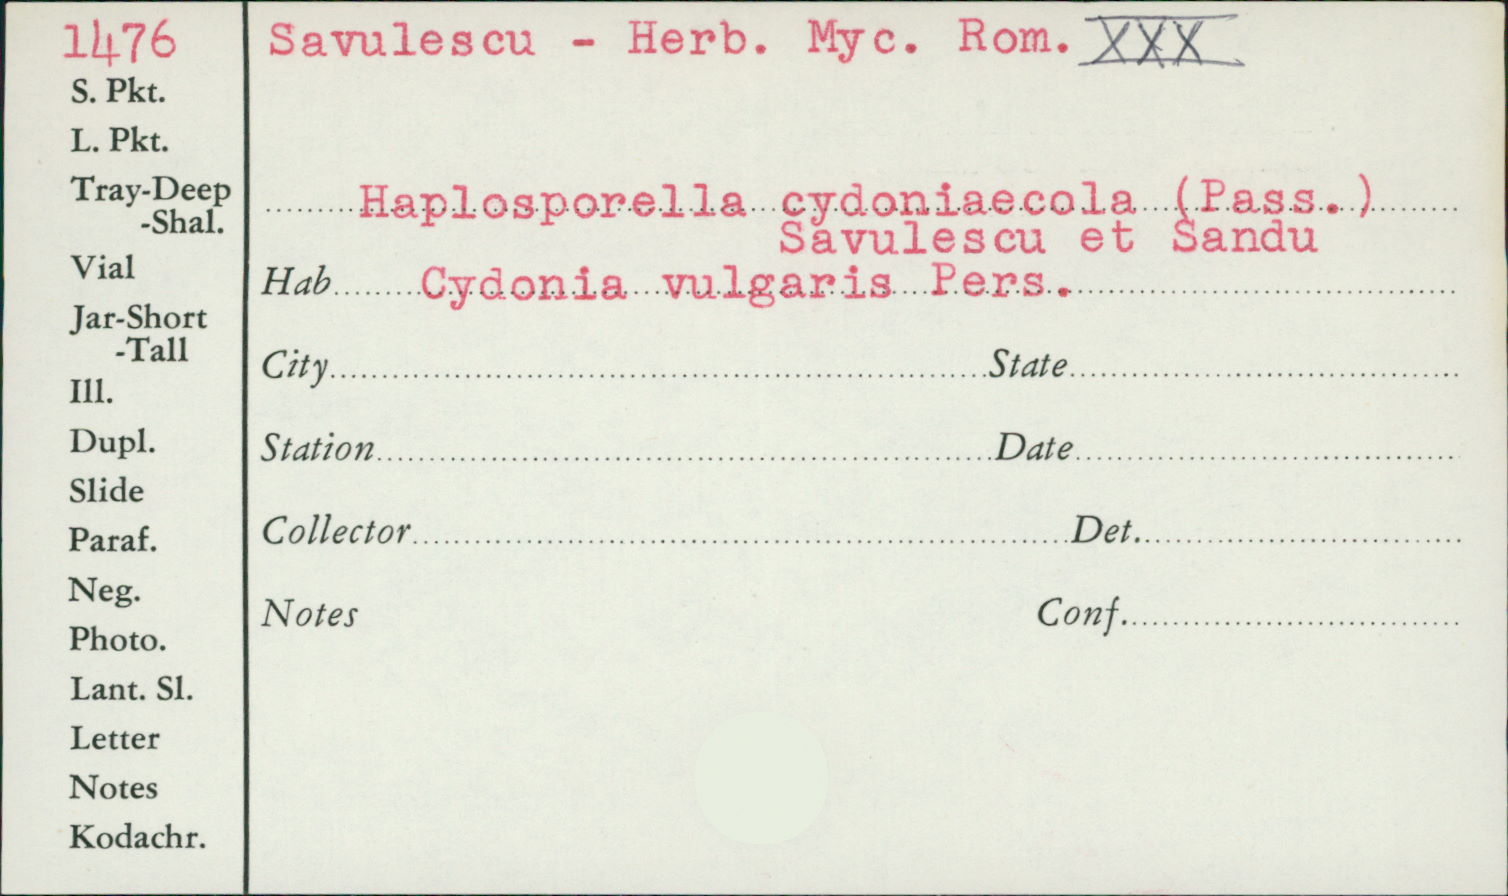 1476
S. Pkt.
L. Pkt.
Tray-Deep
-Shal.
Vial
Jar-Short
-Tall
Ill.
Dupl.
Slide
Paraf.
Neg.
Photo.
Lant. Sl.
Letter
Notes
Kodachr.
Savulescu - Herb. Myc. Rom. XXX
Haplosporella cydoniaecola (Pass.)
Savulescu et Sandu
Hab Cydonia vulgaris Pers.
City State
Station Date
Collector Det.
Notes Conf.